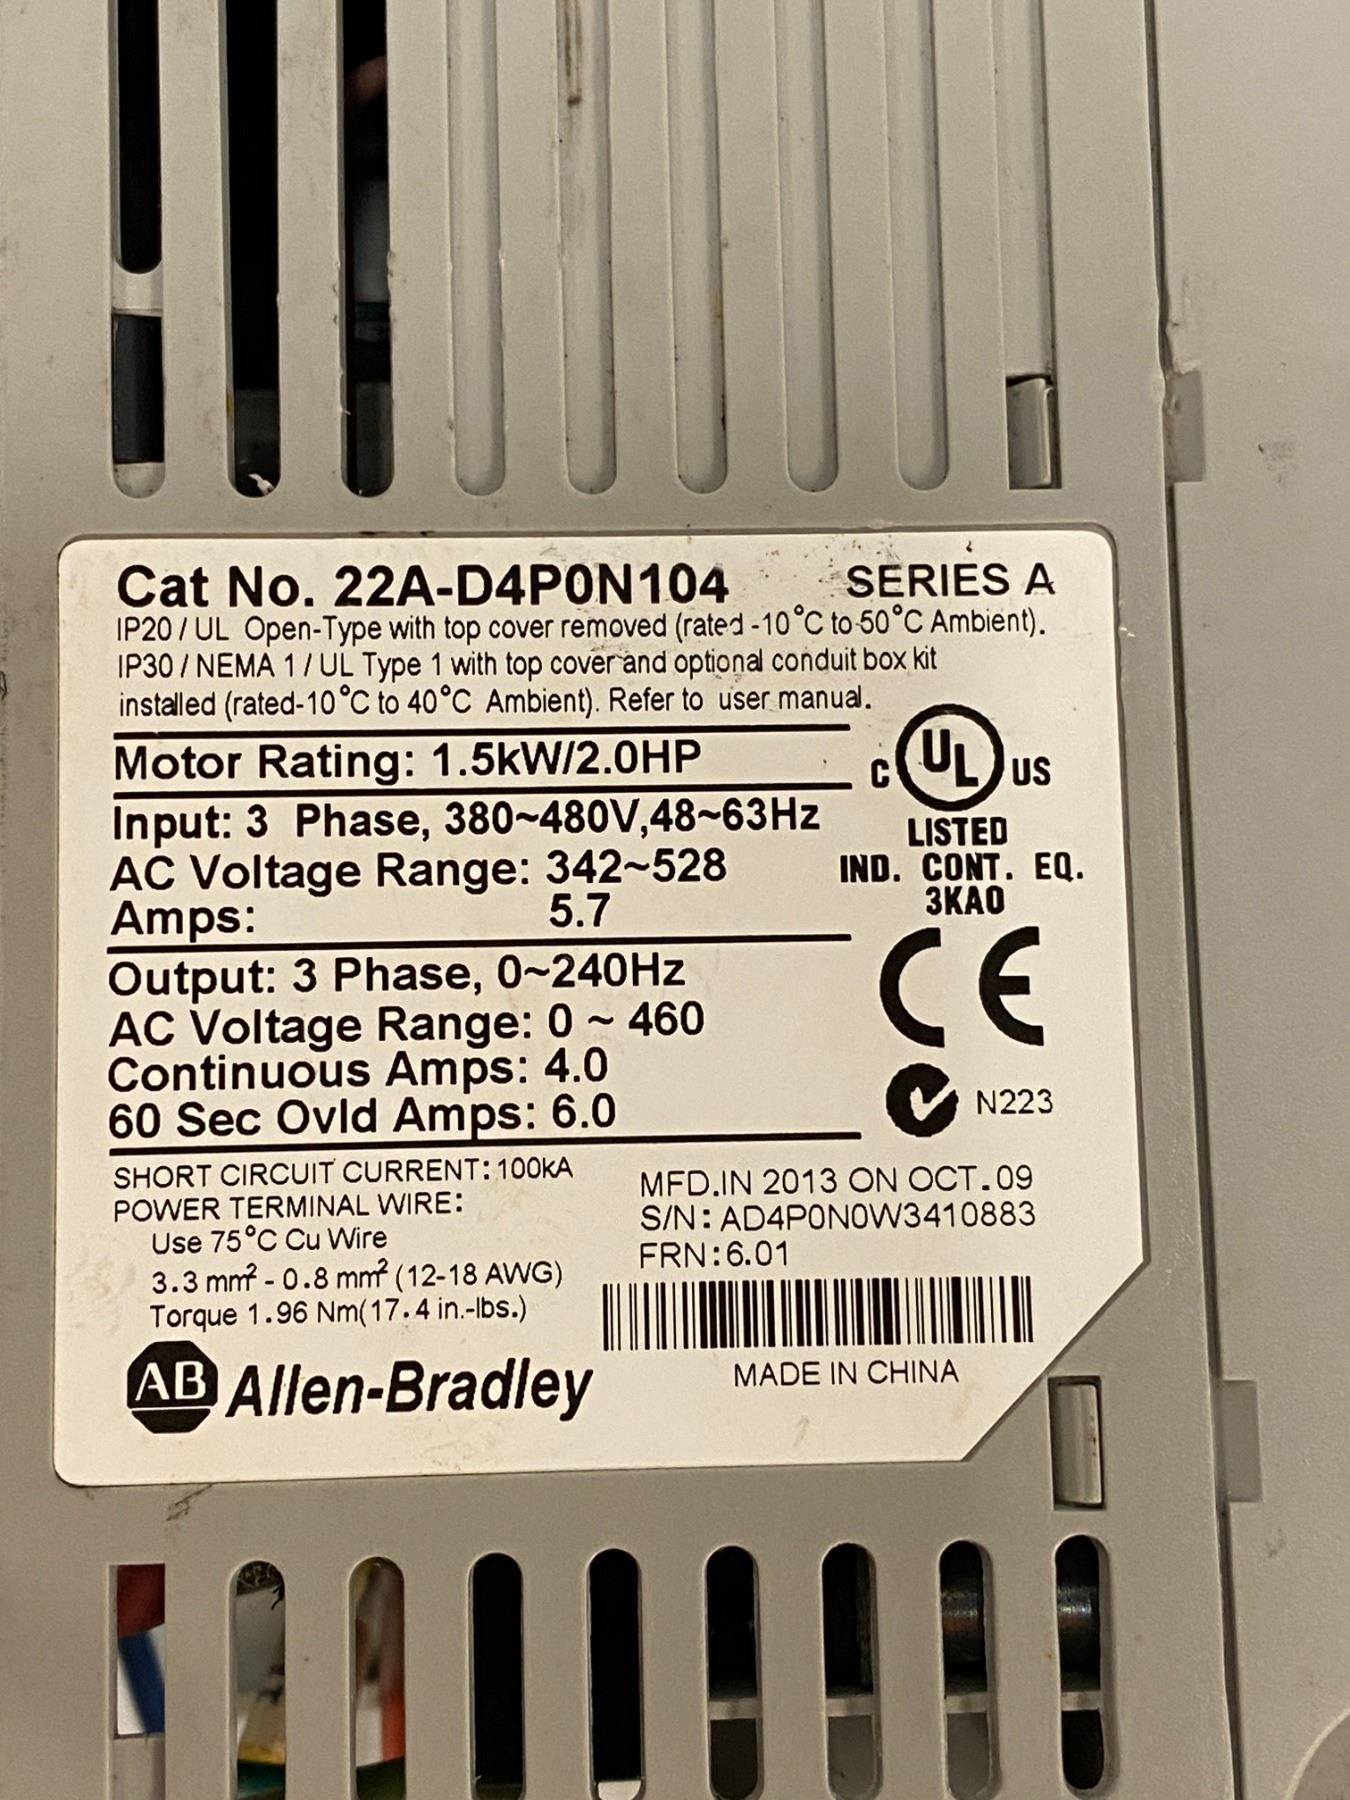 Cat No. 22A-D4P0N104 SERIES A
IP20 / UL Open-Type with top cover removed (rated -10°C to 50°C Ambient).
IP30 / NEMA 1 / UL Type 1 with top cover and optional conduit box kit
installed (rated-10°C to 40°C Ambient). Refer to user manual.
Motor Rating: 1.5kW/2.0HP
Input: 3 Phase, 380~480V,48~63Hz
AC Voltage Range: 342~528
Amps: 5.7
C UL US
LISTED
IND. CONT. EQ.
3KA0
Output: 3 Phase, 0~240Hz
AC Voltage Range: 0 ~ 460
Continuous Amps: 4.0
60 Sec Ovld Amps: 6.0
CE
N223
SHORT CIRCUIT CURRENT: 100kA
POWER TERMINAL WIRE:
Use 75°C Cu Wire
3.3 mm² - 0.8 mm² (12-18 AWG)
Torque 1.96 Nm(17.4 in.-lbs.)
MFD.IN 2013 ON OCT.09
S/N: AD4P0N0W3410883
FRN:6.01
MADE IN CHINA
AB Allen-Bradley